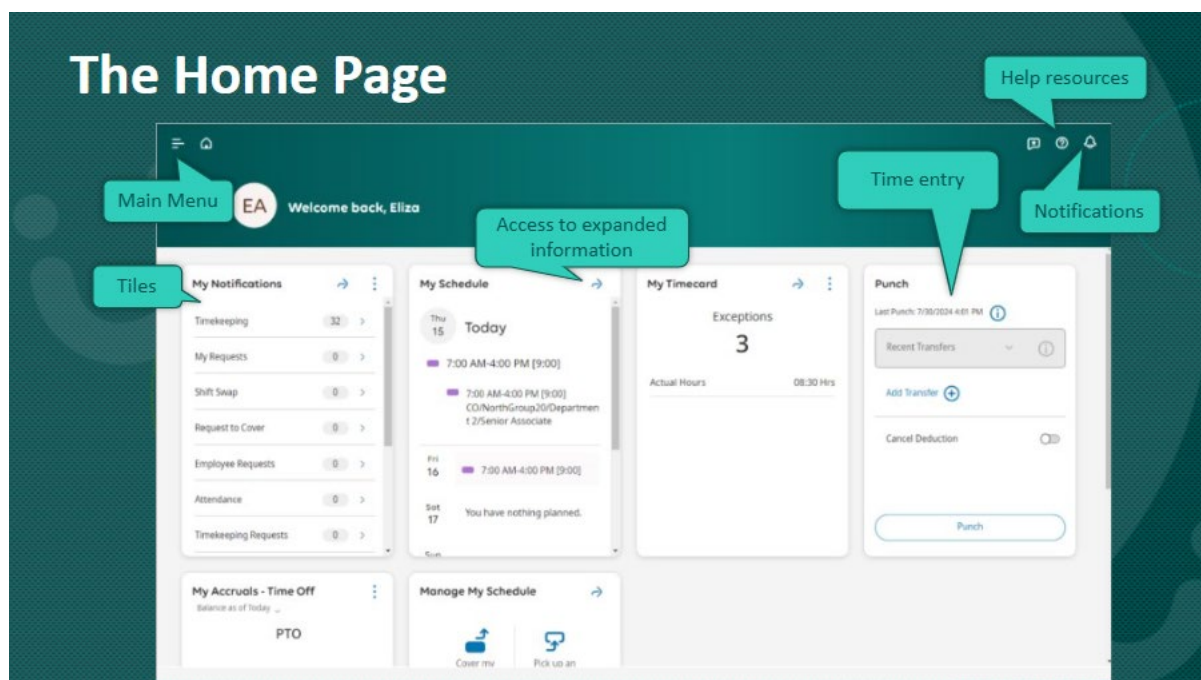 The Home Page
Help resources
Main Menu
EA
Welcome back, Eliza
Time entry
Notifications
Access to expanded
information
Tiles
My Notifications
Timekeeping 32
My Requests 0
Shift Swap 0
Request to Cover 0
Employee Requests 0
Attendance 0
Timekeeping Requests 0
My Schedule
Thu
15
Today
7:00 AM-4:00 PM [9:00]
7:00 AM-4:00 PM [9:00]
CO/NorthGroup20/Departmen
t 2/Senior Associate
Fri
16
7:00 AM-4:00 PM [9:00]
Sat
17
You have nothing planned.
Sun
My Timecard
Exceptions
3
Actual Hours 08:30 Hrs
Punch
Last Punch: 7/30/2024 4:01 PM
Recent Transfers
Add Transfer
Cancel Deduction
Punch
My Accruals - Time Off
Balance as of Today
PTO
Manage My Schedule
Cover my
Pick up an